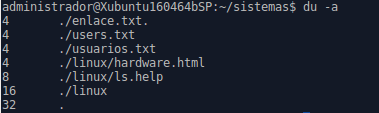 administrador@Xubuntu160464bSP:~/sistemas$ du -a
4 ./enlace.txt.
4 ./users.txt
4 ./usuarios.txt
4 ./linux/hardware.html
8 ./linux/ls.help
16 ./linux
32 .